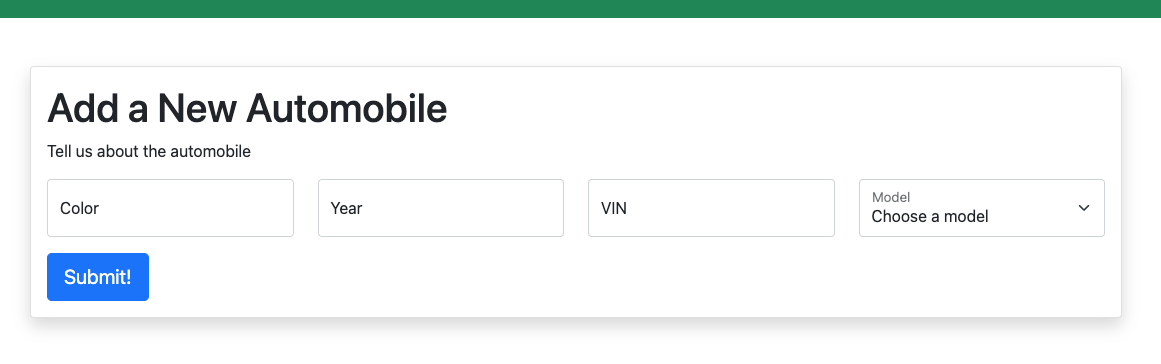 Add a New Automobile
Tell us about the automobile
Color
Year
VIN
Model
Choose a model
Submit!